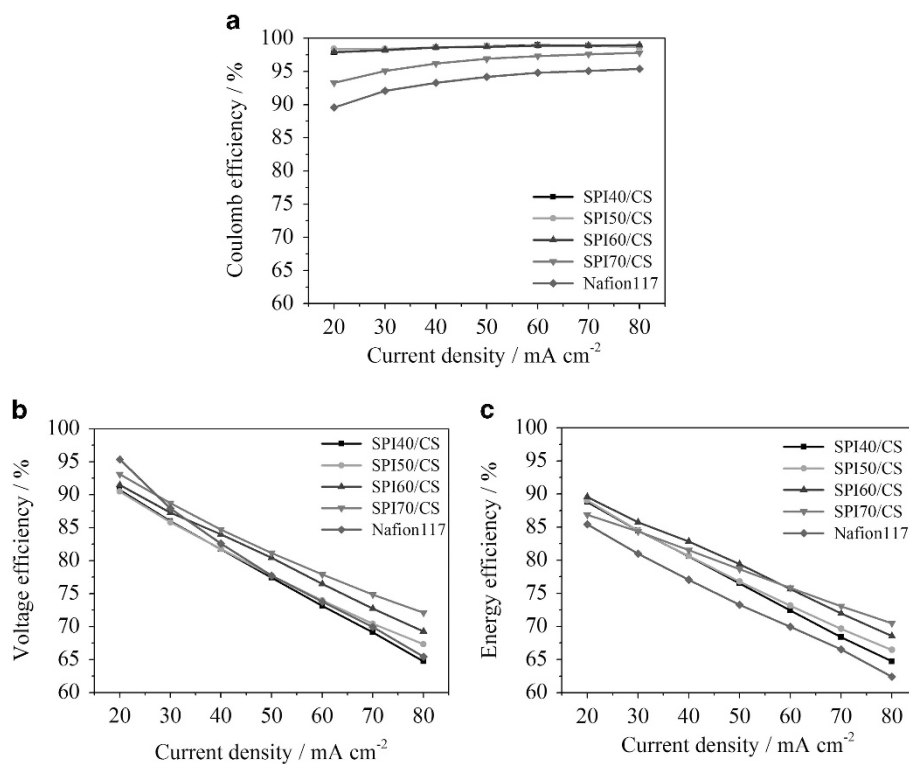 a
100
95
90
85
80
75
70
65
60
Coulomb efficiency / %
SPI40/CS
SPI50/CS
SPI60/CS
SPI70/CS
Nafion117
20 30 40 50 60 70 80
Current density / mA cm⁻²
b
100
95
90
85
80
75
70
65
60
Voltage efficiency / %
SPI40/CS
SPI50/CS
SPI60/CS
SPI70/CS
Nafion117
20 30 40 50 60 70 80
Current density / mA cm⁻²
c
100
95
90
85
80
75
70
65
60
Energy efficiency / %
SPI40/CS
SPI50/CS
SPI60/CS
SPI70/CS
Nafion117
20 30 40 50 60 70 80
Current density / mA cm⁻²